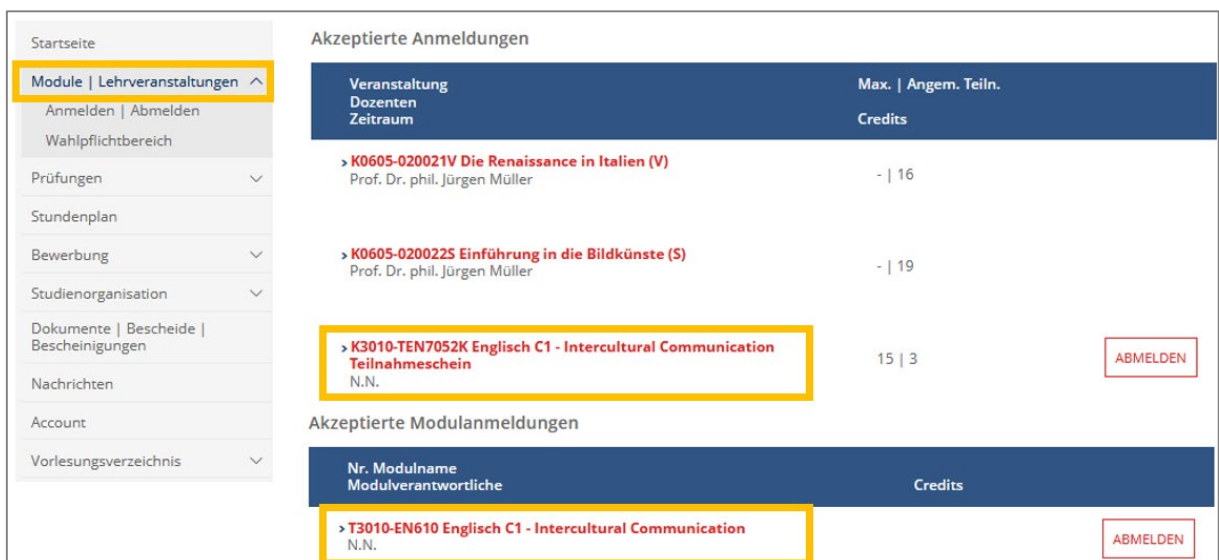 Startseite
Module | Lehrveranstaltungen
Anmelden | Abmelden
Wahlpflichtbereich
Prüfungen
Stundenplan
Bewerbung
Studienorganisation
Dokumente | Bescheide |
Bescheinigungen
Nachrichten
Account
Vorlesungsverzeichnis
Akzeptierte Anmeldungen
Veranstaltung
Dozenten
Zeitraum
Max. | Angem. Teiln.
Credits
K0605-020021V Die Renaissance in Italien (V)
Prof. Dr. phil. Jürgen Müller
- | 16
K0605-020022S Einführung in die Bildkünste (S)
Prof. Dr. phil. Jürgen Müller
- | 19
K3010-TEN7052K Englisch C1 - Intercultural Communication
Teilnahmeschein
N.N.
15 | 3
ABMELDEN
Akzeptierte Modulanmeldungen
Nr. Modulname
Modulverantwortliche
Credits
T3010-EN610 Englisch C1 - Intercultural Communication
N.N.
ABMELDEN